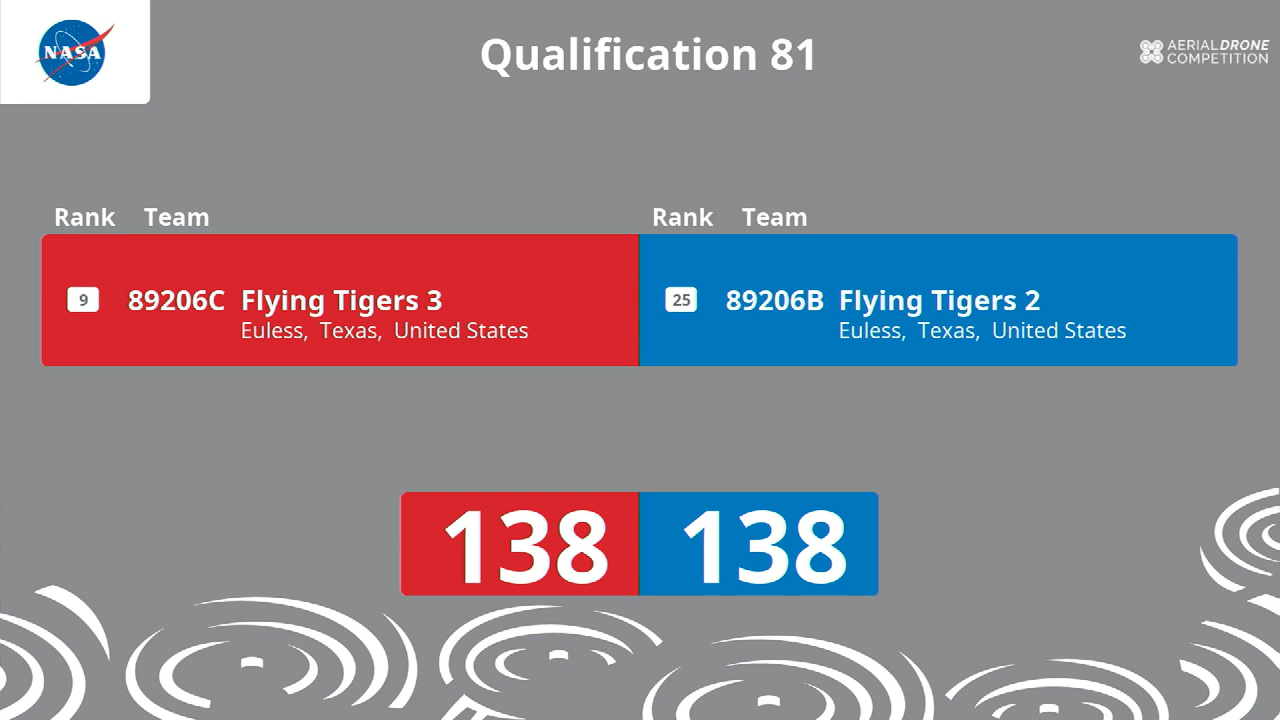 NASA
Qualification 81
AERIALDRONE
COMPETITION
Rank Team
9 89206C Flying Tigers 3
Euless, Texas, United States
Rank Team
25 89206B Flying Tigers 2
Euless, Texas, United States
138 138